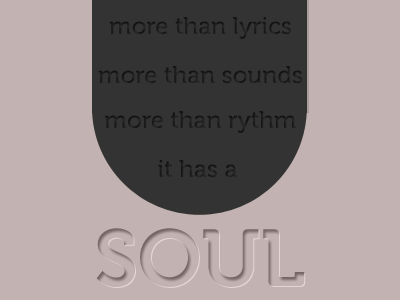 more than lyrics
more than sounds
more than rythm
it has a
SOUL